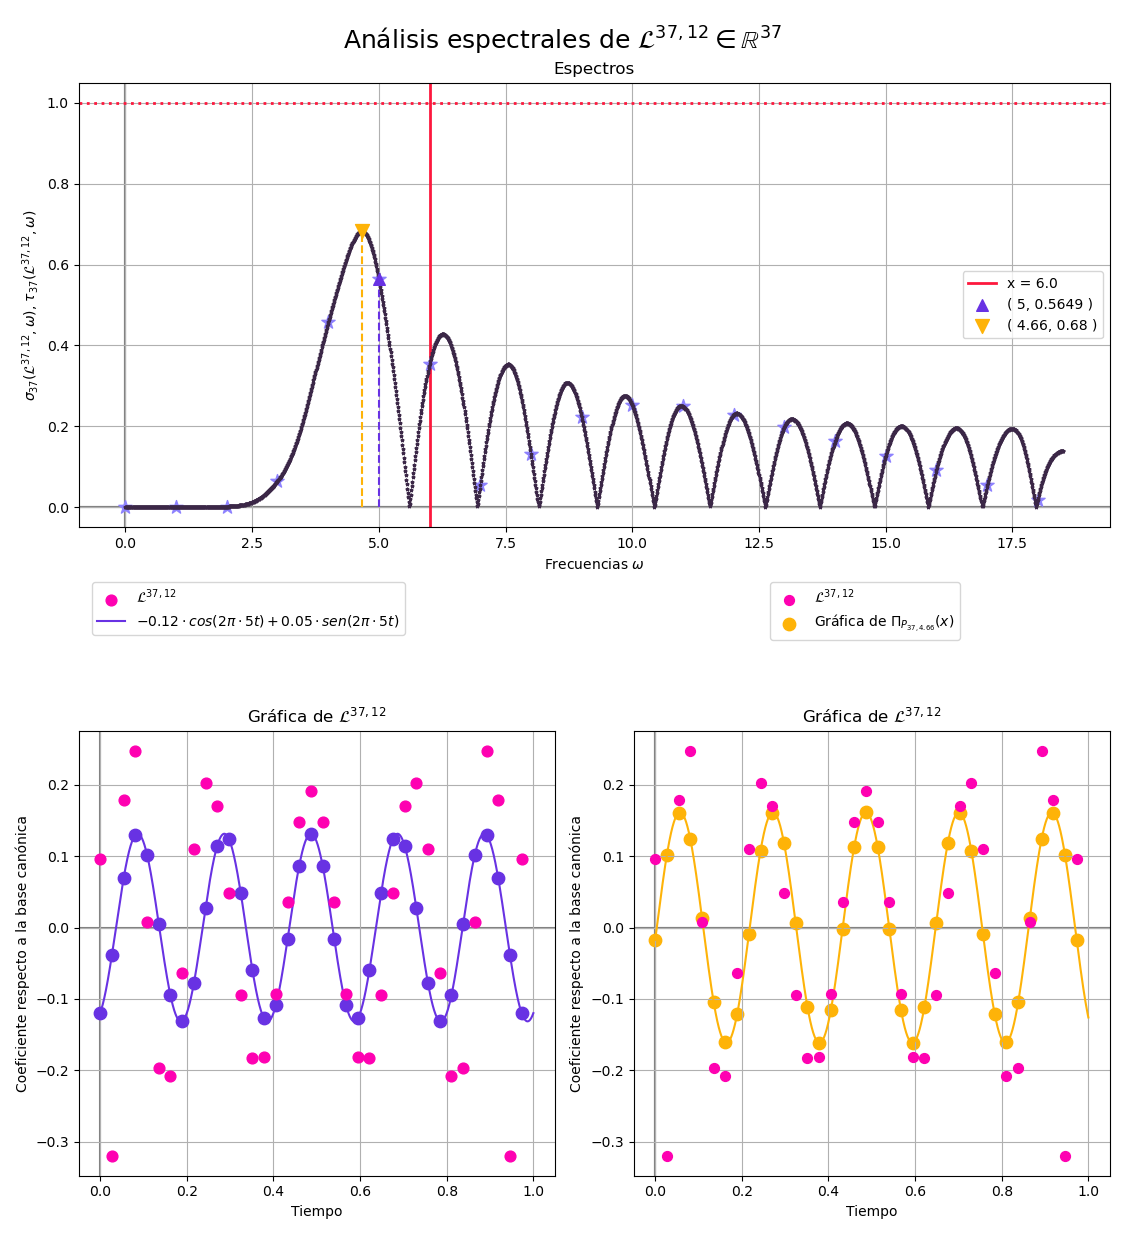 Análisis espectrales de 𝓛^{37,12} ∈ ℝ^{37}
Espectros
1.0
0.8
0.6
0.4
0.2
0.0
σ_{37}(𝓛^{37,12}, ω), τ_{37}(𝓛^{37,12}, ω)
x = 6.0
( 5, 0.5649 )
( 4.66, 0.68 )
0.0 2.5 5.0 7.5 10.0 12.5 15.0 17.5
Frecuencias ω
𝓛^{37,12}
−0.12 · cos(2π · 5t) + 0.05 · sen(2π · 5t)
𝓛^{37,12}
Gráfica de Π_{P_{37,4.66}}(x)
Gráfica de 𝓛^{37,12}
0.2
0.1
0.0
−0.1
−0.2
−0.3
Coeficiente respecto a la base canónica
0.0 0.2 0.4 0.6 0.8 1.0
Tiempo
Gráfica de 𝓛^{37,12}
0.2
0.1
0.0
−0.1
−0.2
−0.3
Coeficiente respecto a la base canónica
0.0 0.2 0.4 0.6 0.8 1.0
Tiempo